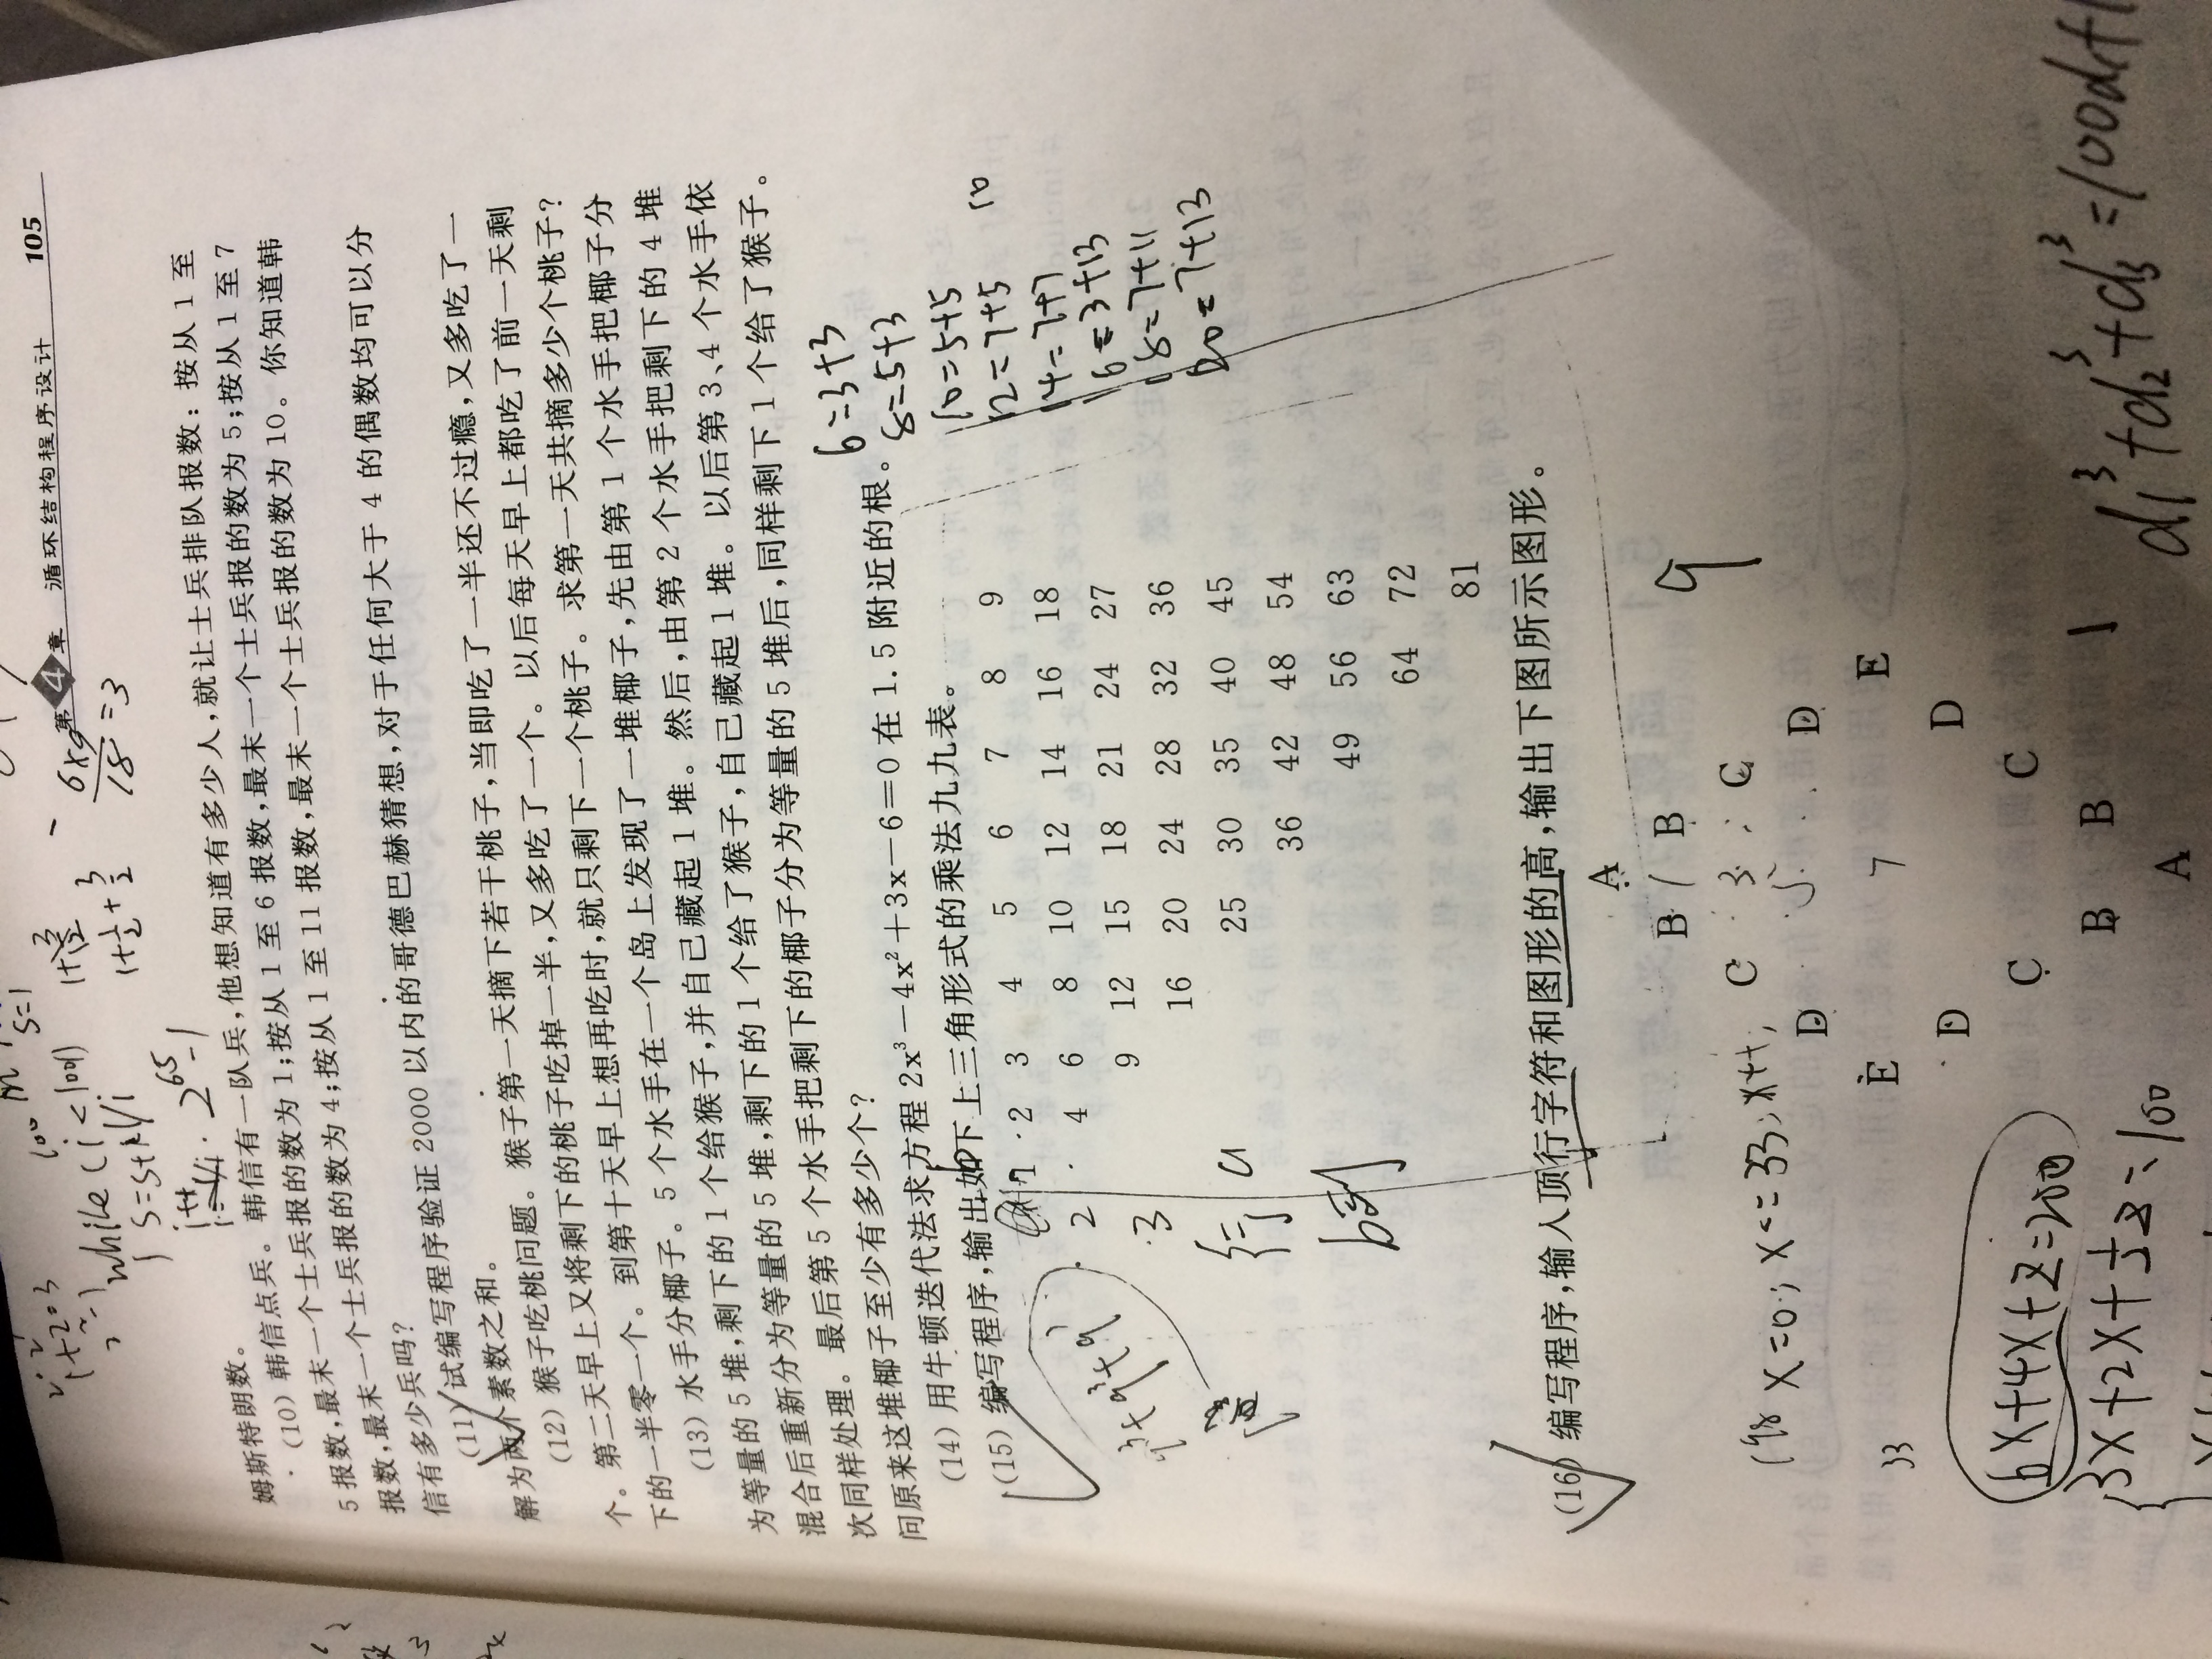 第4章 循环结构程序设计 105
1+2=3
100
s=1
while (i<1001)
s=s+1/i
i++
2^65-1
1+3/12
1+1/2+3/2
6×9/18=3
姆斯特朗数。
(10) 韩信点兵。韩信有一队兵，他想知道有多少人，就让士兵排队报数：按从 1 至
5 报数，最末一个士兵报的数为 1；按从 1 至 6 报数，最末一个士兵报的数为 5；按从 1 至 7
报数，最末一个士兵报的数为 4；按从 1 至 11 报数，最末一个士兵报的数为 10。你知道韩
信有多少兵吗？
(11) 试编写程序验证 2000 以内的哥德巴赫猜想，对于任何大于 4 的偶数均可以分
解为两个素数之和。
(12) 猴子吃桃问题。猴子第一天摘下若干桃子，当即吃了一半还不过瘾，又多吃了一
个。第二天早上又将剩下的桃子吃掉一半，又多吃了一个。以后每天早上都吃了前一天剩
下的一半零一个。到第十天早上想再吃时，就只剩下一个桃子。求第一天共摘多少个桃子？
(13) 水手分椰子。5 个水手在一个岛上发现了一堆椰子，先由第 1 个水手把椰子分
为等量的 5 堆，剩下的 1 个给猴子，并自己藏起 1 堆。然后，由第 2 个水手把剩下的 4 堆
混合后重新分为等量的 5 堆，剩下的 1 个给了猴子，自己藏起 1 堆。以后第 3、4 个水手依
次同样处理。最后第 5 个水手把剩下的椰子分为等量的 5 堆后，同样剩下 1 个给了猴子。
问原来这堆椰子至少有多少个？
(14) 用牛顿迭代法求方程 2x³－4x²＋3x－6＝0 在 1.5 附近的根。
(15) 编写程序，输出如下上三角形式的乘法九九表。
1 2 3 4 5 6 7 8 9
4 6 8 10 12 14 16 18
9 12 15 18 21 24 27
16 20 24 28 32 36
25 30 35 40 45
36 42 48 54
49 56 63
64 72
81
b
2
3
行 a
b列
9³+9³+9³
6=3+3
8=5+3
10=5+5
12=7+5 10
14=7+7
16=3+13
18=7+11
20=7+13
(16) 编写程序，输入顶行字符和图形的高，输出下图所示图形。
A
B 1 B
C 3 C
D 5 D
E 7 E
D D
C C
B B
A
9
198 x=0; x<=33; x++;
33
6x+4x+z=200
3x+2x+1/2z=100
1
d₁³+d₂³+d₃³=100d₁+1